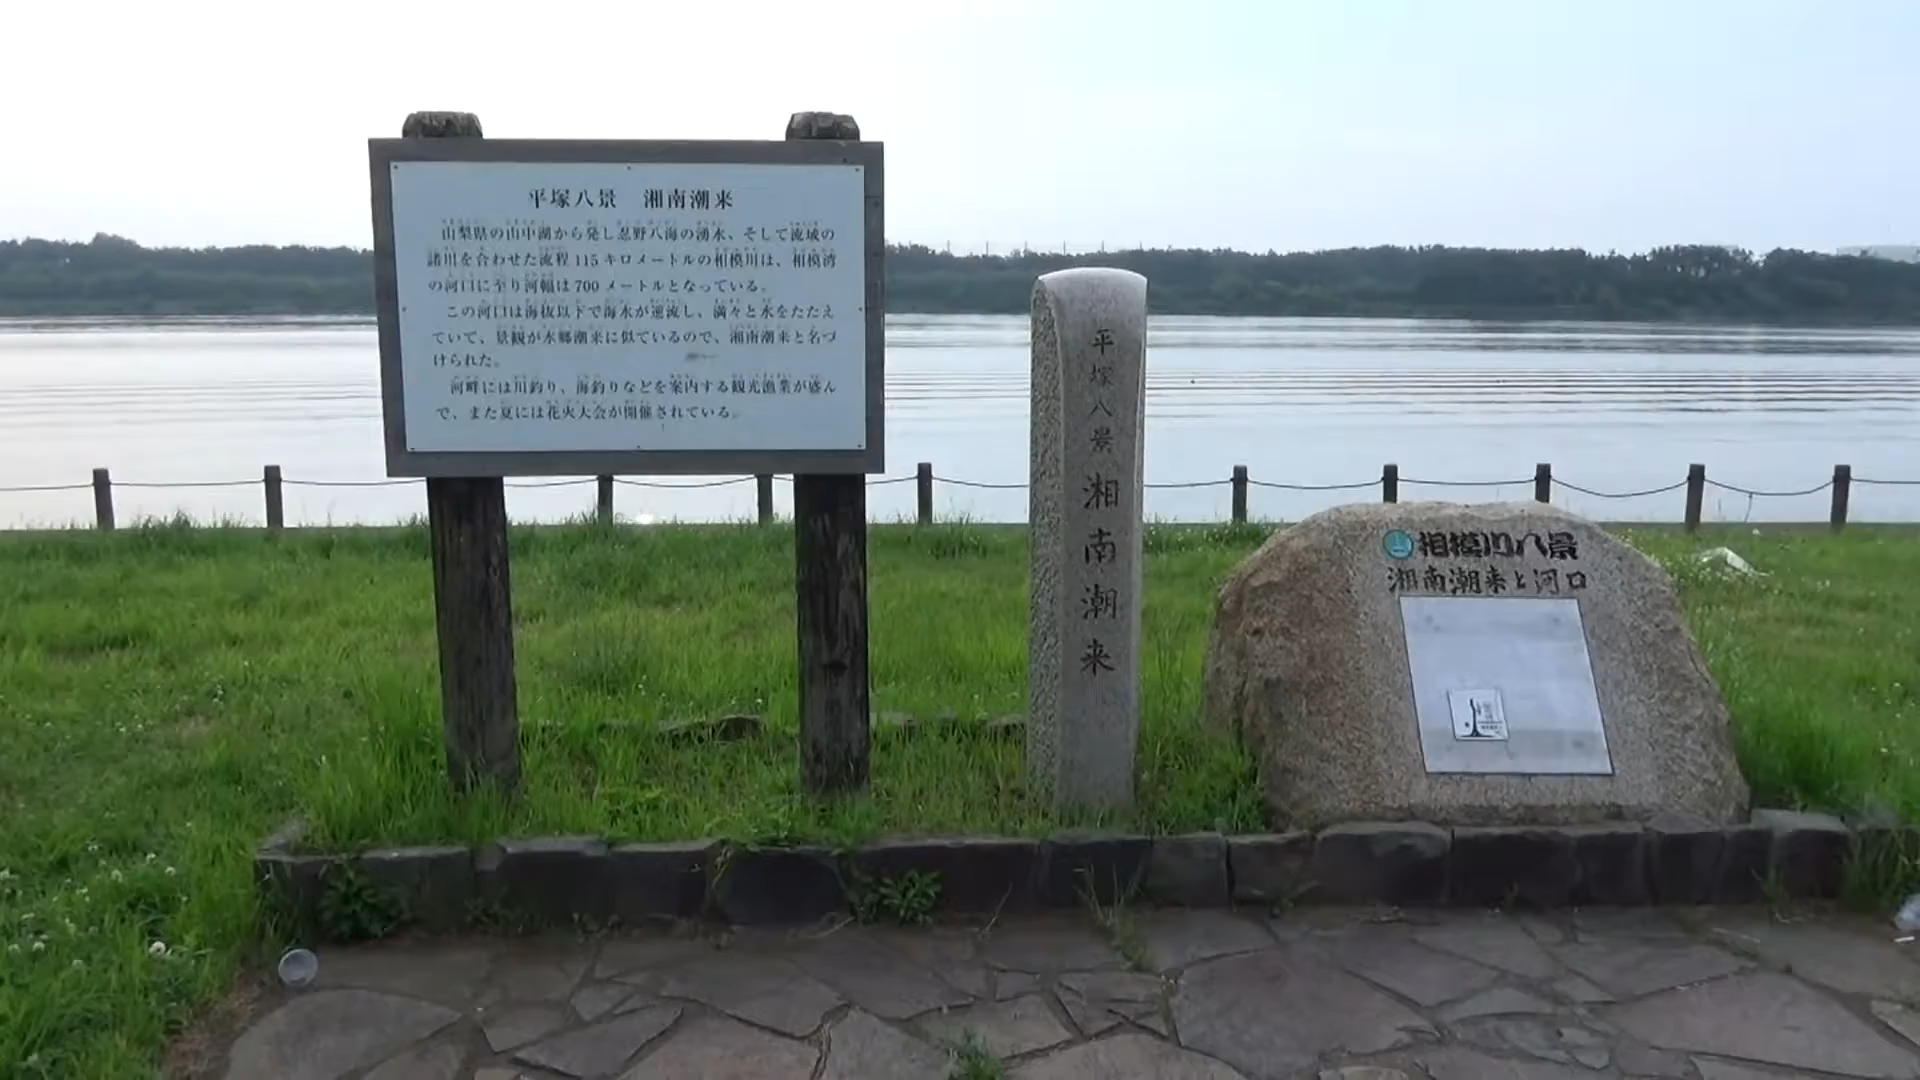 平塚八景　湘南潮来
山梨県の山中湖から発し忍野八海の湧水、そして流域の
諸川を合わせた流程115キロメートルの相模川は、相模湾
の河口に至り河幅は700メートルとなっている。
この河口は海抜以下で海水が逆流し、満々と水をたたえ
ていて、景観が水郷潮来に似ているので、湘南潮来と名づ
けられた。
河畔には川釣り、海釣りなどを案内する観光漁業が盛ん
で、また夏には花火大会が開催されている。
平塚八景 湘南潮来
相模川八景
湘南潮来と河口